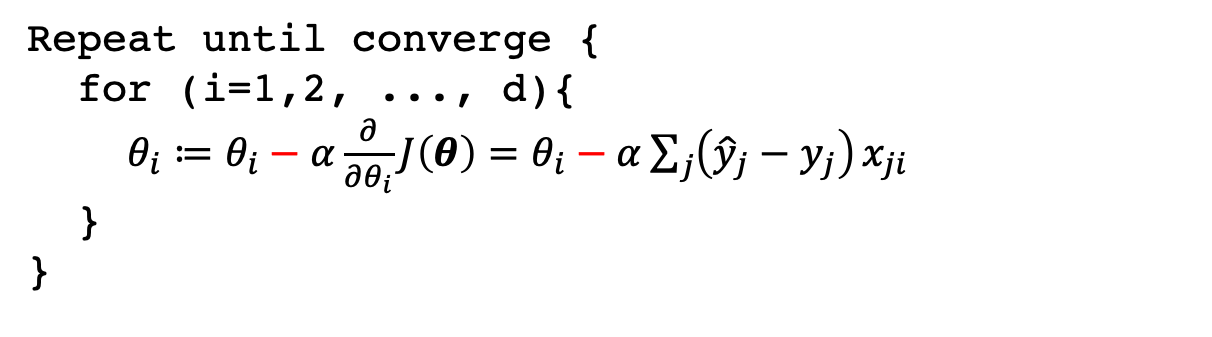 Repeat until converge {
for (i=1,2, ..., d){
θᵢ ≔ θᵢ − α ∂/∂θᵢ J(𝜽) = θᵢ − α ∑ⱼ(ŷⱼ − yⱼ) xⱼᵢ
}
}